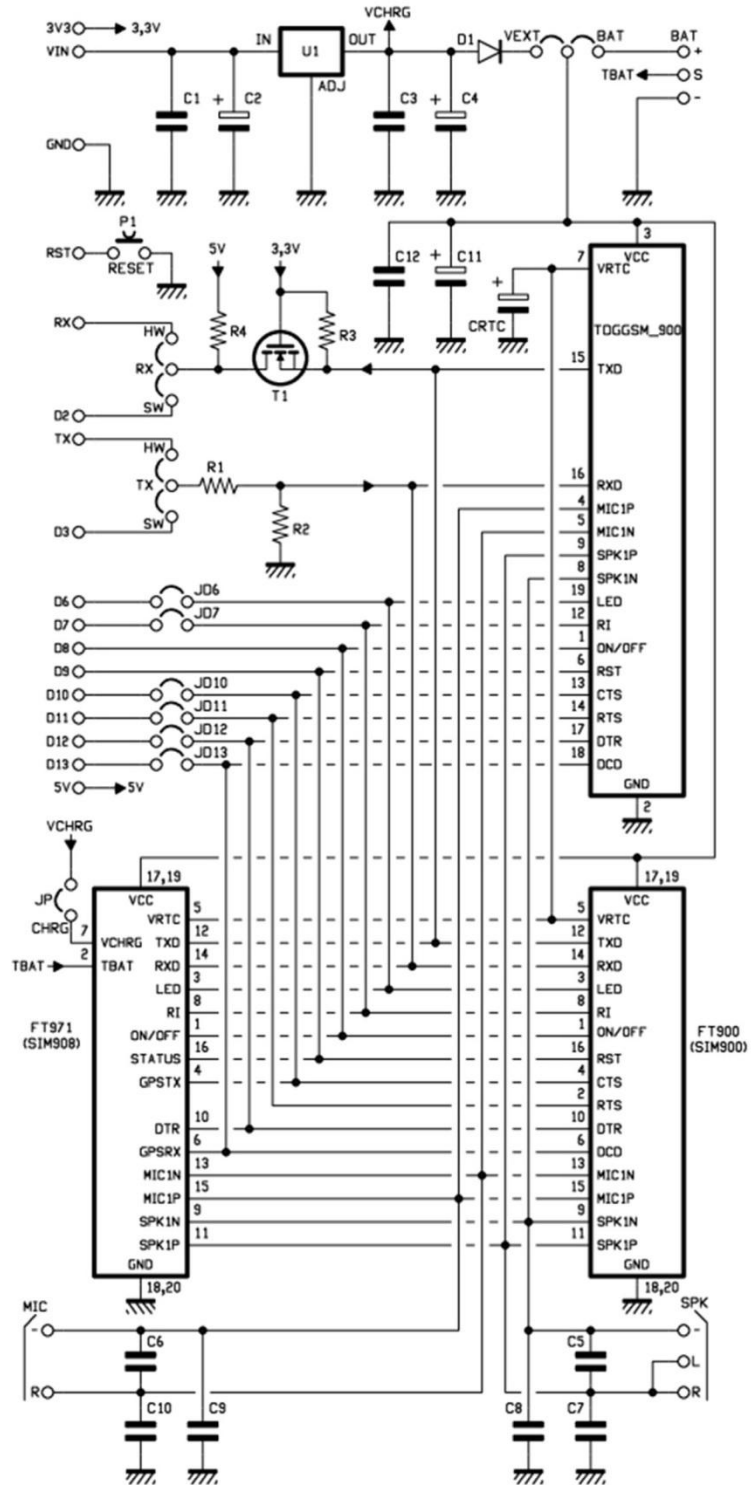 3V3 3,3V
VIN
IN U1 OUT
ADJ
VCHRG
D1
VEXT BAT BAT
+
TBAT S
-
C1 + C2
C3 + C4
GND
P1
RST
RESET
5V 3,3V
C12 + C11
+
CRTC
7 VRTC
3
VCC
TDGGSM_900
RX
HW
RX
SW
D2
R4
R3
T1
15 TXD
TX
HW
TX
SW
D3
R1
R2
16 RXD
4 MIC1P
5 MIC1N
9 SPK1P
8 SPK1N
D6 JD6 19 LED
D7 JD7 12 RI
D8 1 ON/OFF
D9 6 RST
D10 JD10 13 CTS
D11 JD11 14 RTS
D12 JD12 17 DTR
D13 JD13 18 DCD
5V 5V
GND
2
VCHRG
JP
CHRG
7 VCHRG
2
TBAT TBAT
FT971
(SIM908)
17,19
VCC
VRTC 5
TXD 12
RXD 14
LED 3
RI 8
ON/OFF 1
STATUS 16
GPSTX 4
DTR 10
GPSRX 6
MIC1N 13
MIC1P 15
SPK1N 9
SPK1P 11
GND
18,20
17,19
VCC
5 VRTC
12 TXD
14 RXD
3 LED
8 RI
1 ON/OFF
16 RST
4 CTS
2 RTS
10 DTR
6 DCD
13 MIC1N
15 MIC1P
9 SPK1N
11 SPK1P
GND
18,20
FT900
(SIM900)
MIC
-
R
C6
C10 C9
SPK
-
L
R
C5
C8 C7